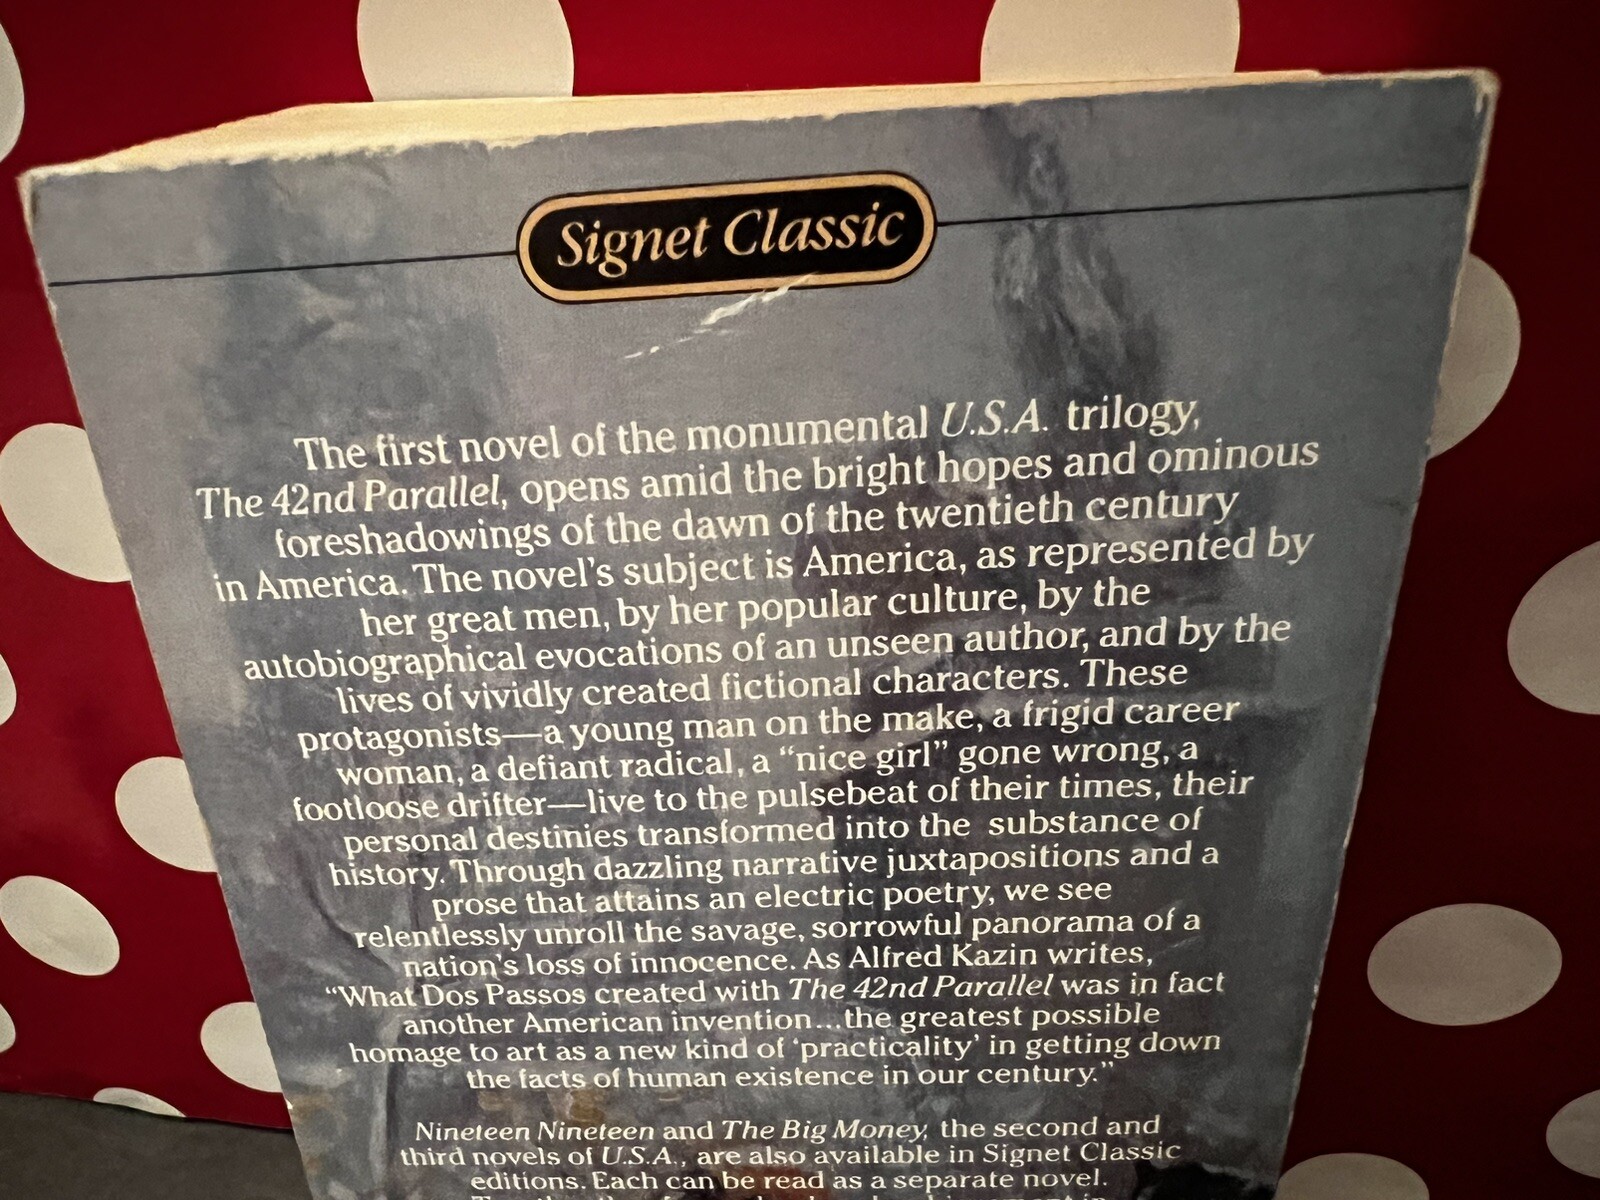 Signet Classic
The first novel of the monumental U.S.A. trilogy,
The 42nd Parallel, opens amid the bright hopes and ominous
foreshadowings of the dawn of the twentieth century
in America. The novel's subject is America, as represented by
her great men, by her popular culture, by the
autobiographical evocations of an unseen author, and by the
lives of vividly created fictional characters. These
protagonists—a young man on the make, a frigid career
woman, a defiant radical, a “nice girl” gone wrong, a
footloose drifter—live to the pulsebeat of their times, their
personal destinies transformed into the substance of
history. Through dazzling narrative juxtapositions and a
prose that attains an electric poetry, we see
relentlessly unroll the savage, sorrowful panorama of a
nation's loss of innocence. As Alfred Kazin writes,
“What Dos Passos created with The 42nd Parallel was in fact
another American invention...the greatest possible
homage to art as a new kind of ‘practicality’ in getting down
the facts of human existence in our century.”
Nineteen Nineteen and The Big Money, the second and
third novels of U.S.A., are also available in Signet Classic
editions. Each can be read as a separate novel.